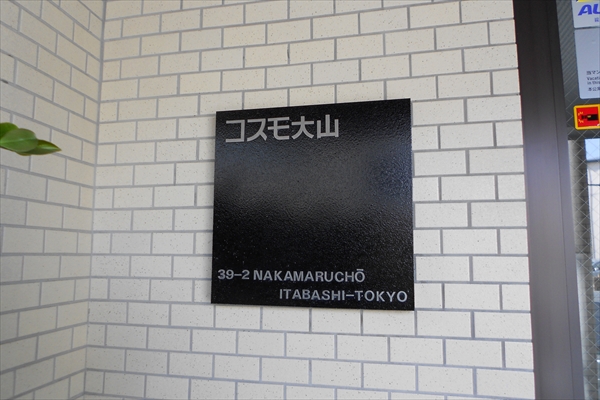 コスモ大山
39-2 NAKAMARUCHŌ
ITABASHI-TOKYO